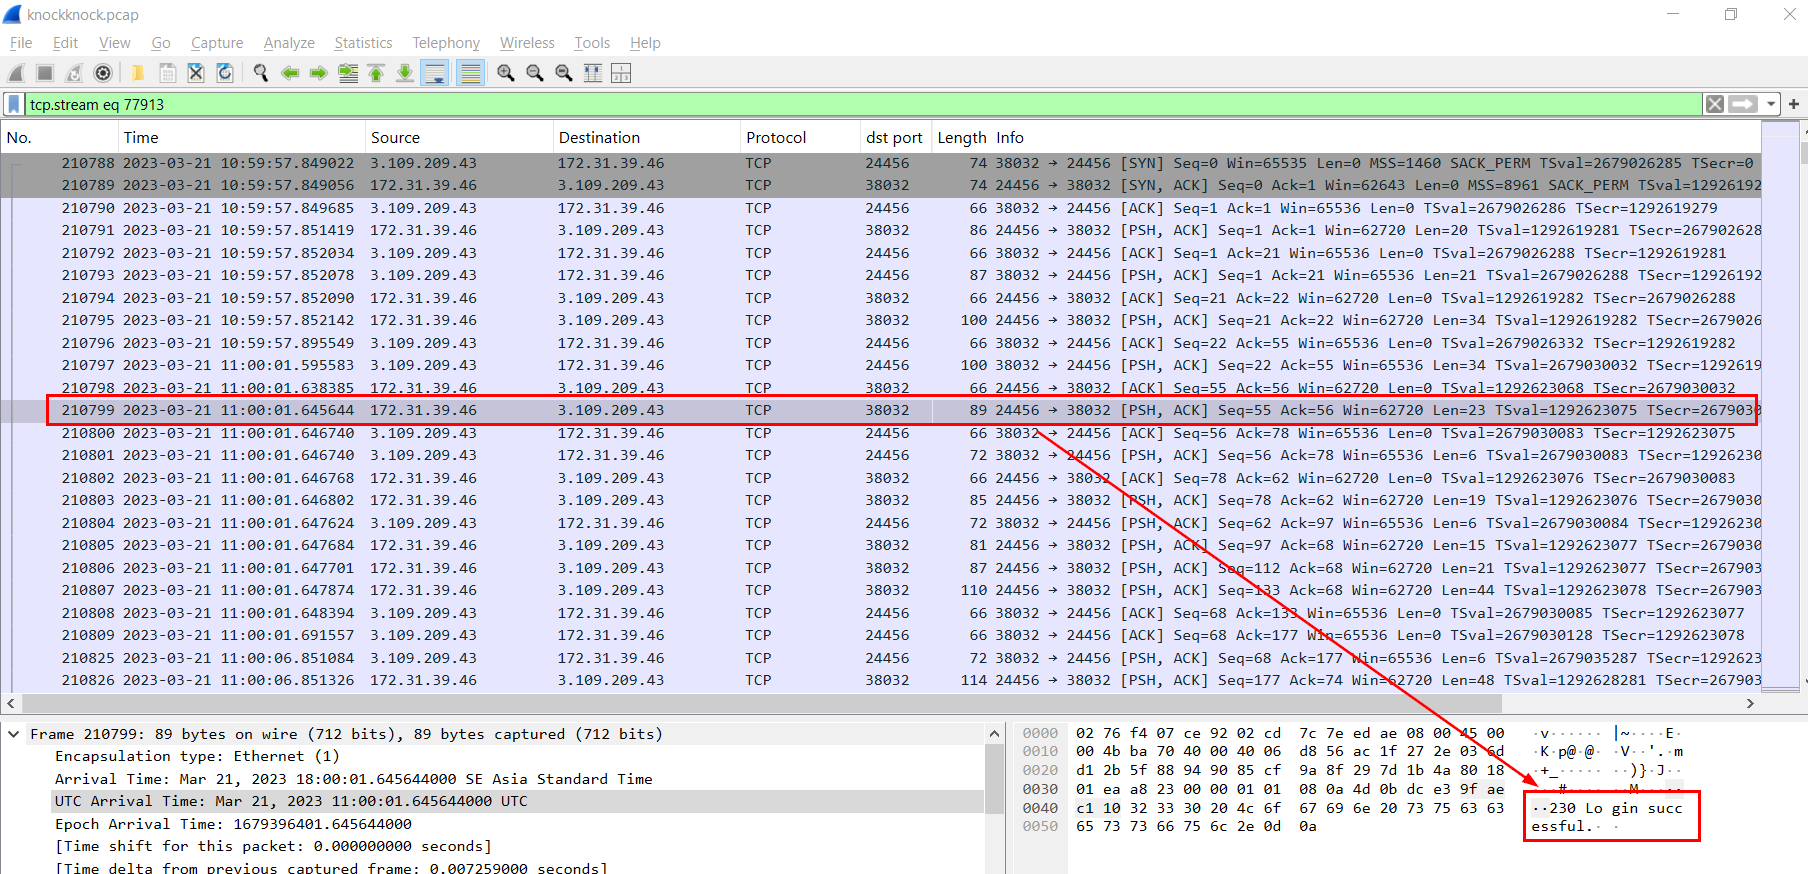 knockknock.pcap
File Edit View Go Capture Analyze Statistics Telephony Wireless Tools Help
tcp.stream eq 77913
No. Time Source Destination Protocol dst port Length Info
210788 2023-03-21 10:59:57.849022 3.109.209.43 172.31.39.46 TCP 24456 74 38032 → 24456 [SYN] Seq=0 Win=65535 Len=0 MSS=1460 SACK_PERM TSval=2679026285 TSecr=0
210789 2023-03-21 10:59:57.849056 172.31.39.46 3.109.209.43 TCP 38032 74 24456 → 38032 [SYN, ACK] Seq=0 Ack=1 Win=62643 Len=0 MSS=8961 SACK_PERM TSval=12926192
210790 2023-03-21 10:59:57.849685 3.109.209.43 172.31.39.46 TCP 24456 66 38032 → 24456 [ACK] Seq=1 Ack=1 Win=65536 Len=0 TSval=2679026286 TSecr=1292619279
210791 2023-03-21 10:59:57.851419 172.31.39.46 3.109.209.43 TCP 38032 86 24456 → 38032 [PSH, ACK] Seq=1 Ack=1 Win=62720 Len=20 TSval=1292619281 TSecr=267902628
210792 2023-03-21 10:59:57.852034 3.109.209.43 172.31.39.46 TCP 24456 66 38032 → 24456 [ACK] Seq=1 Ack=21 Win=65536 Len=0 TSval=2679026288 TSecr=1292619281
210793 2023-03-21 10:59:57.852078 3.109.209.43 172.31.39.46 TCP 24456 87 38032 → 24456 [PSH, ACK] Seq=1 Ack=21 Win=65536 Len=21 TSval=2679026288 TSecr=12926192
210794 2023-03-21 10:59:57.852090 172.31.39.46 3.109.209.43 TCP 38032 66 24456 → 38032 [ACK] Seq=21 Ack=22 Win=62720 Len=0 TSval=1292619282 TSecr=2679026288
210795 2023-03-21 10:59:57.852142 172.31.39.46 3.109.209.43 TCP 38032 100 24456 → 38032 [PSH, ACK] Seq=21 Ack=22 Win=62720 Len=34 TSval=1292619282 TSecr=2679026
210796 2023-03-21 10:59:57.895549 3.109.209.43 172.31.39.46 TCP 24456 66 38032 → 24456 [ACK] Seq=22 Ack=55 Win=65536 Len=0 TSval=2679026332 TSecr=1292619282
210797 2023-03-21 11:00:01.595583 3.109.209.43 172.31.39.46 TCP 24456 100 38032 → 24456 [PSH, ACK] Seq=22 Ack=55 Win=65536 Len=34 TSval=2679030032 TSecr=1292619
210798 2023-03-21 11:00:01.638385 172.31.39.46 3.109.209.43 TCP 38032 66 24456 → 38032 [ACK] Seq=55 Ack=56 Win=62720 Len=0 TSval=1292623068 TSecr=2679030032
210799 2023-03-21 11:00:01.645644 172.31.39.46 3.109.209.43 TCP 38032 89 24456 → 38032 [PSH, ACK] Seq=55 Ack=56 Win=62720 Len=23 TSval=1292623075 TSecr=267903
210800 2023-03-21 11:00:01.646740 3.109.209.43 172.31.39.46 TCP 24456 66 38032 → 24456 [ACK] Seq=56 Ack=78 Win=65536 Len=0 TSval=2679030083 TSecr=1292623075
210801 2023-03-21 11:00:01.646740 3.109.209.43 172.31.39.46 TCP 24456 72 38032 → 24456 [PSH, ACK] Seq=56 Ack=78 Win=65536 Len=6 TSval=2679030083 TSecr=12926230
210802 2023-03-21 11:00:01.646768 172.31.39.46 3.109.209.43 TCP 38032 66 24456 → 38032 [ACK] Seq=78 Ack=62 Win=62720 Len=0 TSval=1292623076 TSecr=2679030083
210803 2023-03-21 11:00:01.646802 172.31.39.46 3.109.209.43 TCP 38032 85 24456 → 38032 [PSH, ACK] Seq=78 Ack=62 Win=62720 Len=19 TSval=1292623076 TSecr=2679030
210804 2023-03-21 11:00:01.647624 3.109.209.43 172.31.39.46 TCP 24456 72 38032 → 24456 [PSH, ACK] Seq=62 Ack=97 Win=65536 Len=6 TSval=2679030084 TSecr=12926230
210805 2023-03-21 11:00:01.647684 172.31.39.46 3.109.209.43 TCP 38032 81 24456 → 38032 [PSH, ACK] Seq=97 Ack=68 Win=62720 Len=15 TSval=1292623077 TSecr=2679030
210806 2023-03-21 11:00:01.647701 172.31.39.46 3.109.209.43 TCP 38032 87 24456 → 38032 [PSH, ACK] Seq=112 Ack=68 Win=62720 Len=21 TSval=1292623077 TSecr=267903
210807 2023-03-21 11:00:01.647874 172.31.39.46 3.109.209.43 TCP 38032 110 24456 → 38032 [PSH, ACK] Seq=133 Ack=68 Win=62720 Len=44 TSval=1292623078 TSecr=267903
210808 2023-03-21 11:00:01.648394 3.109.209.43 172.31.39.46 TCP 24456 66 38032 → 24456 [ACK] Seq=68 Ack=133 Win=65536 Len=0 TSval=2679030085 TSecr=1292623077
210809 2023-03-21 11:00:01.691557 3.109.209.43 172.31.39.46 TCP 24456 66 38032 → 24456 [ACK] Seq=68 Ack=177 Win=65536 Len=0 TSval=2679030128 TSecr=1292623078
210825 2023-03-21 11:00:06.851084 3.109.209.43 172.31.39.46 TCP 24456 72 38032 → 24456 [PSH, ACK] Seq=68 Ack=177 Win=65536 Len=6 TSval=2679035287 TSecr=1292623
210826 2023-03-21 11:00:06.851326 172.31.39.46 3.109.209.43 TCP 38032 114 24456 → 38032 [PSH, ACK] Seq=177 Ack=74 Win=62720 Len=48 TSval=1292628281 TSecr=267903
Frame 210799: 89 bytes on wire (712 bits), 89 bytes captured (712 bits)
Encapsulation type: Ethernet (1)
Arrival Time: Mar 21, 2023 18:00:01.645644000 SE Asia Standard Time
UTC Arrival Time: Mar 21, 2023 11:00:01.645644000 UTC
Epoch Arrival Time: 1679396401.645644000
[Time shift for this packet: 0.000000000 seconds]
[Time delta from previous captured frame: 0.007259000 seconds]
0000 02 76 f4 07 ce 92 02 cd 7c 7e ed ae 08 00 45 00 ·v······ |~····E·
0010 00 4b ba 70 40 00 40 06 d8 56 ac 1f 27 2e 03 6d ·K·p@·@· ·V··'.·m
0020 d1 2b 5f 88 94 90 85 cf 9a 8f 29 7d 1b 4a 80 18 ·+_····· ··)}·J··
0030 01 ea a8 23 00 00 01 01 08 0a 4d 0b dc e3 9f ae ···#···· ··M·····
0040 c1 10 32 33 30 20 4c 6f 67 69 6e 20 73 75 63 63 ··230 Lo gin succ
0050 65 73 73 66 75 6c 2e 0d 0a essful.· ·